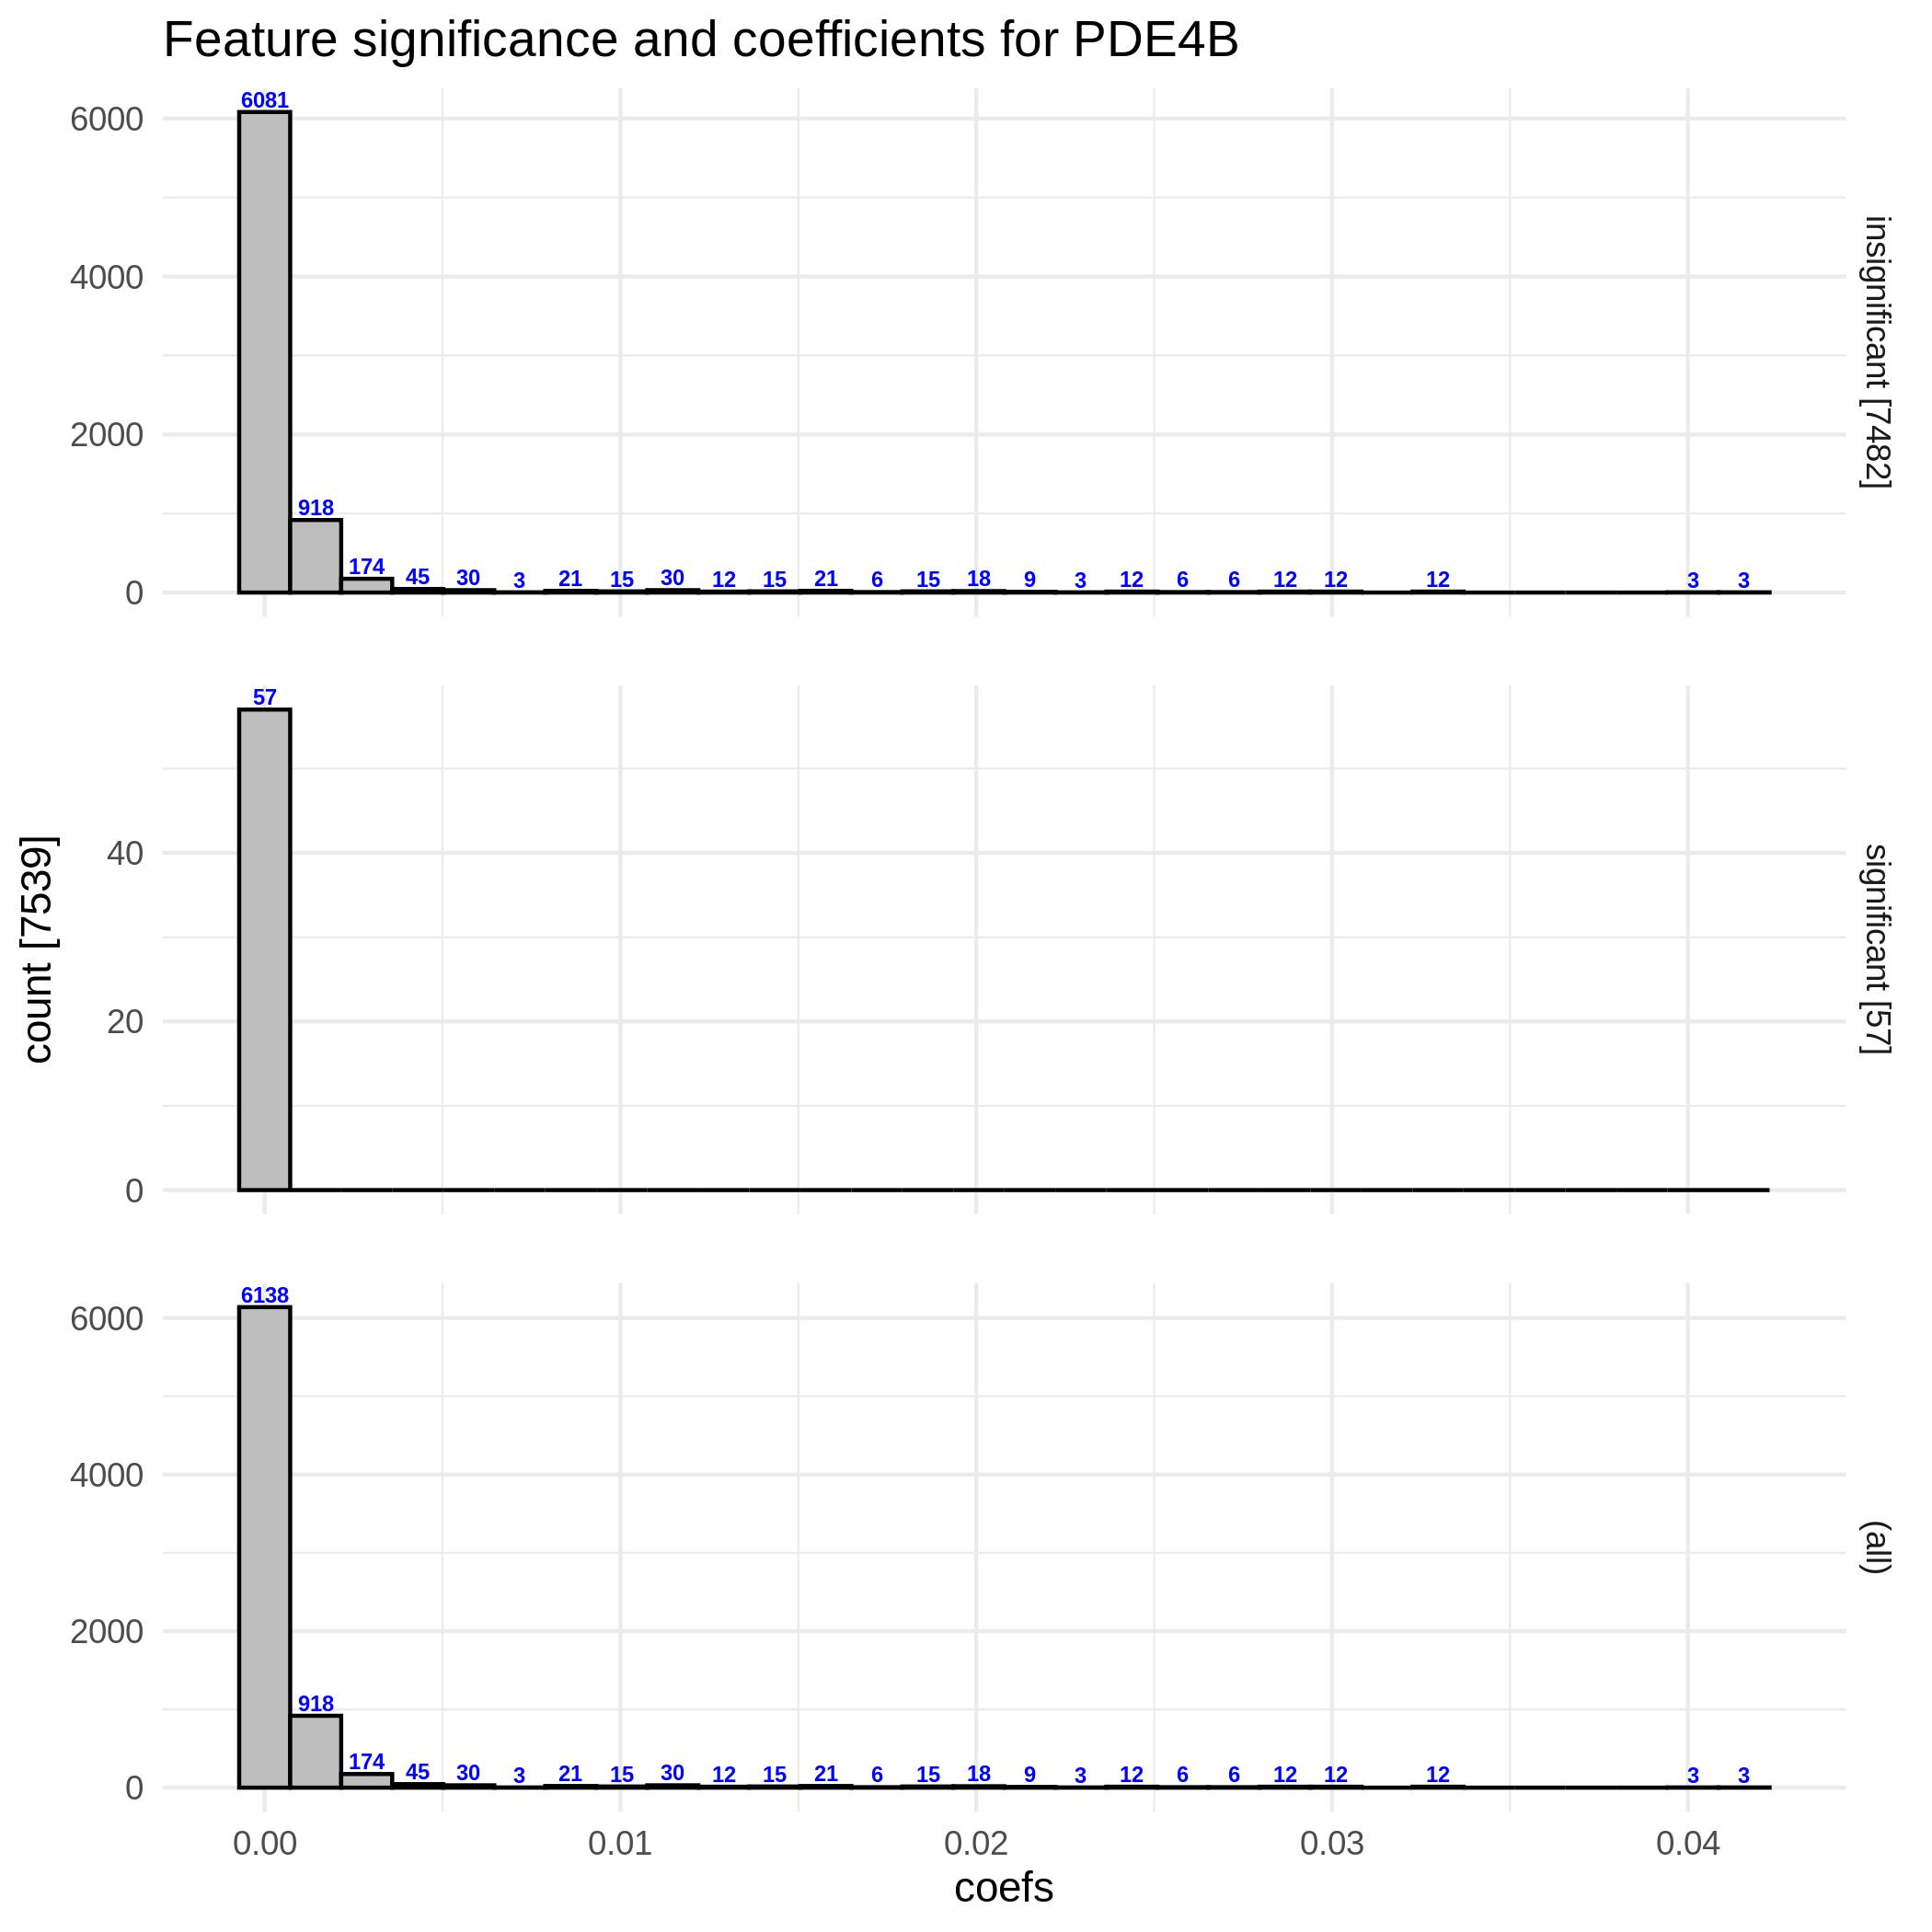 Feature significance and coefficients for PDE4B
6081
6000
4000
2000
918
174 45 30 3 21 15 30 12 15 21 6 15 18 9 3 12 6 6 12 12 12 3 3
0
insignificant [7482]
57
40
20
0
significant [57]
count [7539]
6138
6000
4000
2000
918
174 45 30 3 21 15 30 12 15 21 6 15 18 9 3 12 6 6 12 12 12 3 3
0
(all)
0.00 0.01 0.02 0.03 0.04
coefs